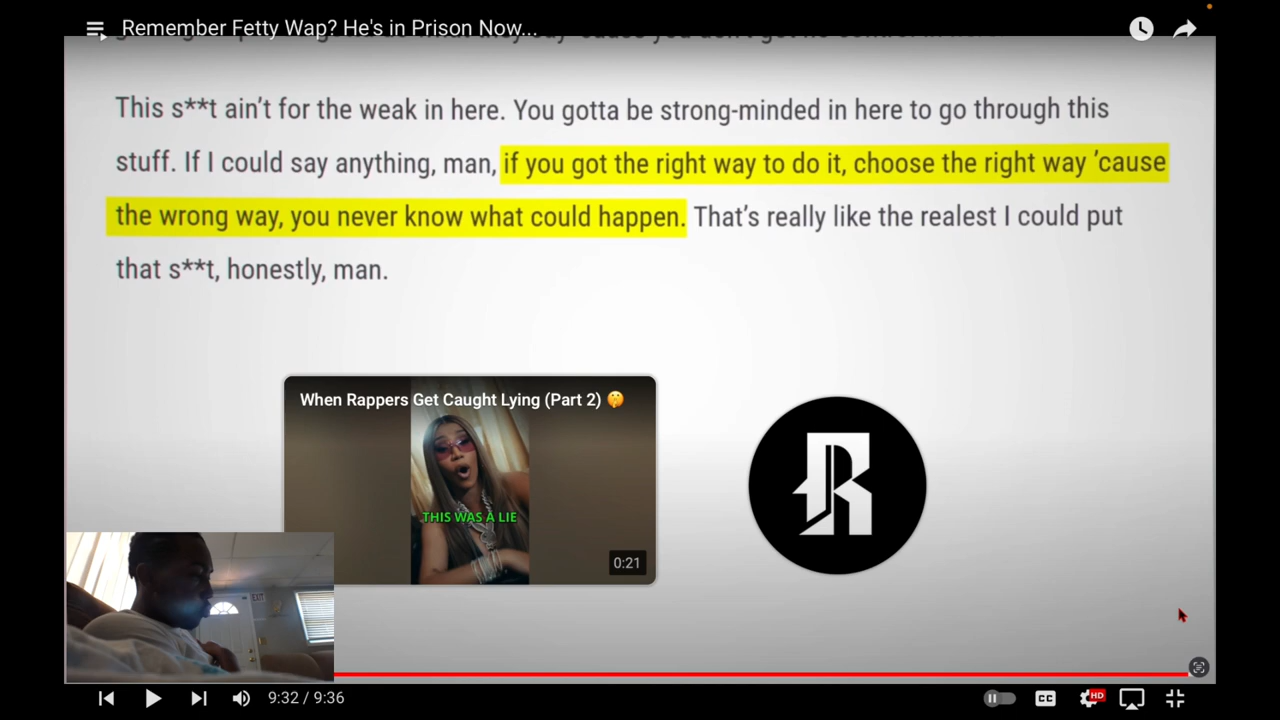 Remember Fetty Wap? He's in Prison Now...
This s**t ain't for the weak in here. You gotta be strong-minded in here to go through this
stuff. If I could say anything, man, if you got the right way to do it, choose the right way ’cause
the wrong way, you never know what could happen. That’s really like the realest I could put
that s**t, honestly, man.
When Rappers Get Caught Lying (Part 2) 🤫
THIS WAS A LIE
0:21
R
EXIT
9:32 / 9:36
CC
HD